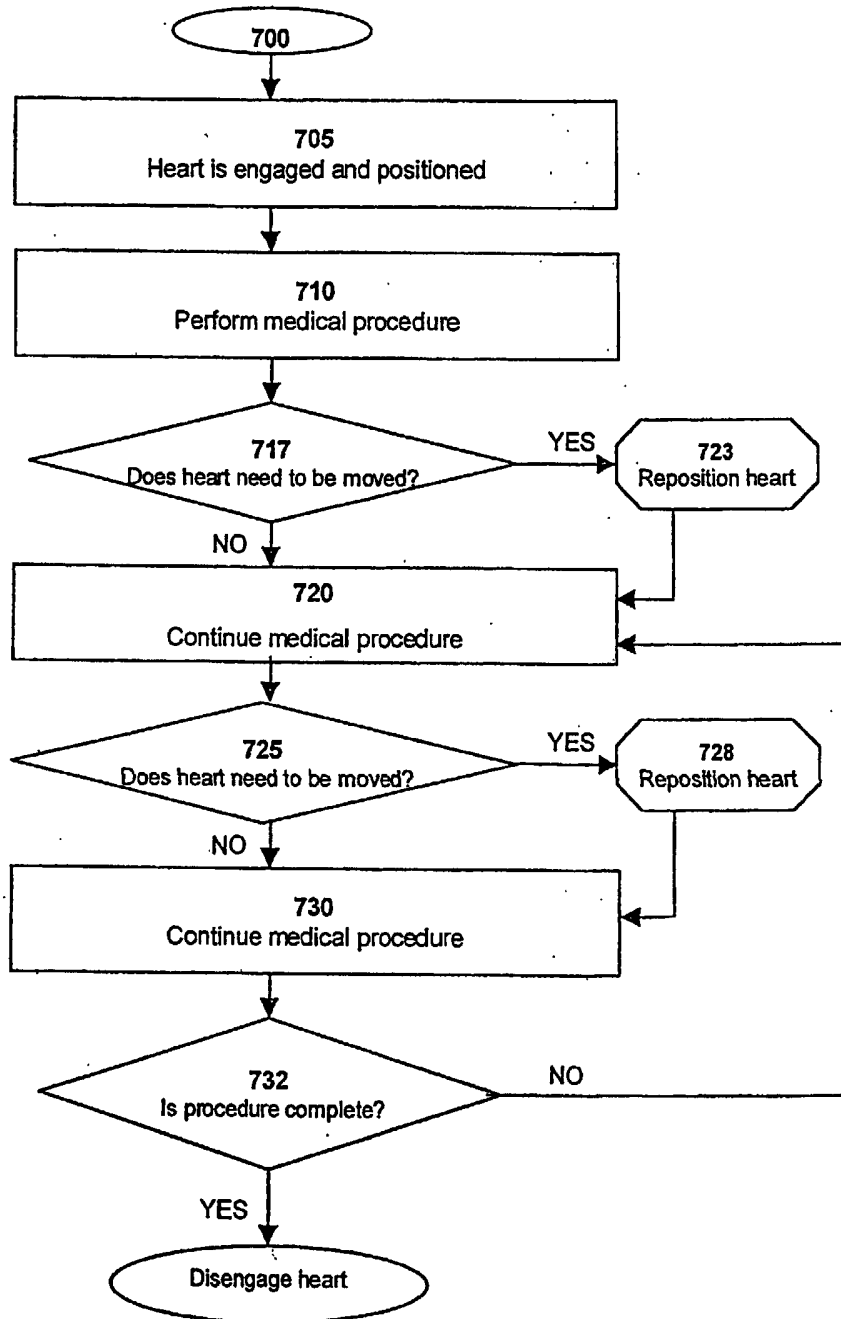 700
705
Heart is engaged and positioned
710
Perform medical procedure
717
Does heart need to be moved?
YES
723
Reposition heart
NO
720
Continue medical procedure
725
Does heart need to be moved?
YES
728
Reposition heart
NO
730
Continue medical procedure
732
Is procedure complete?
NO
YES
Disengage heart